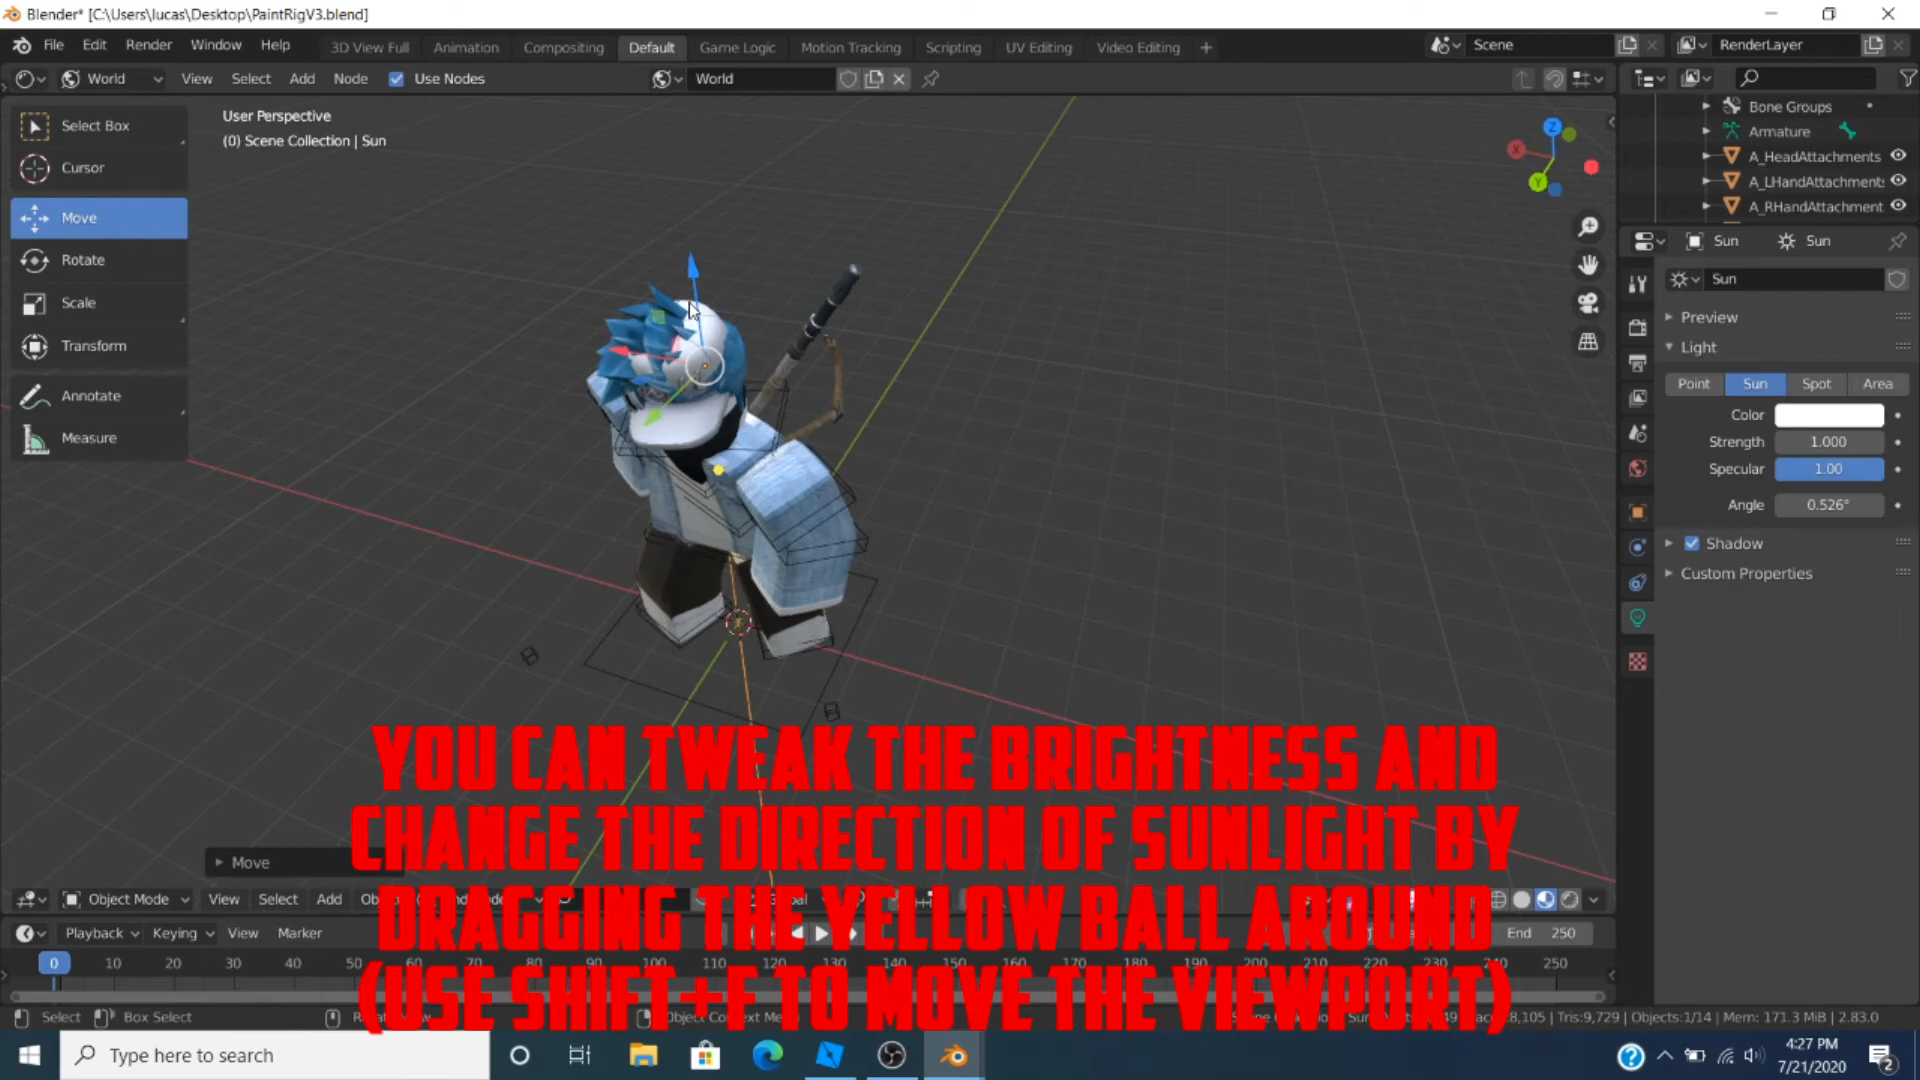 Blender* [C:\Users\lucas\Desktop\PaintRigV3.blend]
File Edit Render Window Help 3D View Full Animation Compositing Default Game Logic Motion Tracking Scripting UV Editing Video Editing + Scene RenderLayer
World View Select Add Node Use Nodes World
User Perspective
(0) Scene Collection | Sun
Select Box
Cursor
Move
Rotate
Scale
Transform
Annotate
Measure
Z
X
Y
Bone Groups
Armature
A_HeadAttachments
A_LHandAttachment
A_RHandAttachment
Sun Sun
Sun
Preview
Light
Point Sun Spot Area
Color
Strength 1.000
Specular 1.00
Angle 0.526°
Shadow
Custom Properties
YOU CAN TWEAK THE BRIGHTNESS AND
CHANGE THE DIRECTION OF SUNLIGHT BY
DRAGGING THE YELLOW BALL AROUND
(USE SHIFT+F TO MOVE THE VIEWPORT)
Move
Object Mode View Select Add
Playback Keying View Marker End 250
0 10 20 30 40 50 90 100 110 120 130 140 150 160 170 180 190 200 210 220 230 240 250
Select Box Select Object Context Tris:9,729 | Objects:1/14 | Mem: 171.3 MiB | 2.83.0
Type here to search
4:27 PM
7/21/2020
2